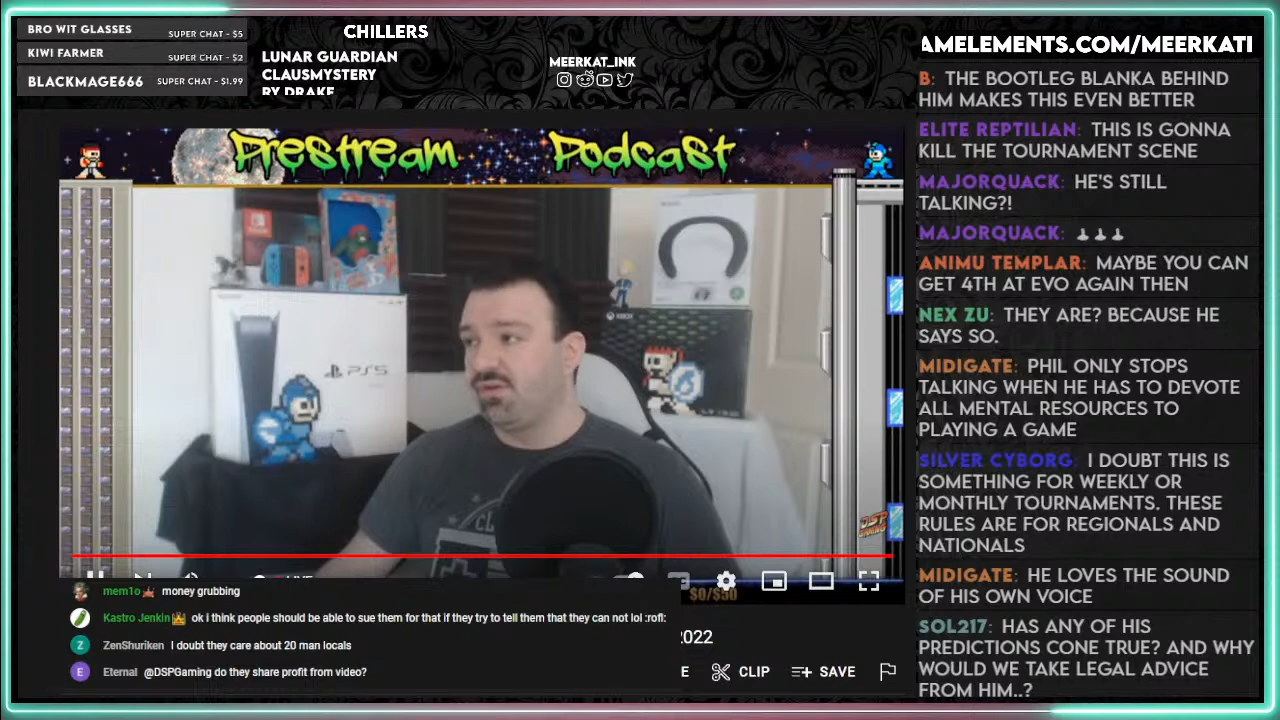 BRO WIT GLASSES SUPER CHAT - $5
KIWI FARMER SUPER CHAT - $2
BLACKMAGE666 SUPER CHAT - $1.99
CHILLERS
LUNAR GUARDIAN
CLAUSMYSTERY
BY DRAKE
MEERKAT_INK
AMELEMENTS.COM/MEERKATI
Prestream Podcast
PS5
XBOX
DSP
GAMING
LIVE
$0/$50
mem1o money grubbing
Kastro Jenkin ok i think people should be able to sue them for that if they try to tell them that they can not lol :rofl:
Z ZenShuriken I doubt they care about 20 man locals
E Eternal @DSPGaming do they share profit from video?
2022
E CLIP SAVE
B: THE BOOTLEG BLANKA BEHIND
HIM MAKES THIS EVEN BETTER
ELITE REPTILIAN: THIS IS GONNA
KILL THE TOURNAMENT SCENE
MAJORQUACK: HE'S STILL
TALKING?!
MAJORQUACK:
ANIMU TEMPLAR: MAYBE YOU CAN
GET 4TH AT EVO AGAIN THEN
NEX ZU: THEY ARE? BECAUSE HE
SAYS SO.
MIDIGATE: PHIL ONLY STOPS
TALKING WHEN HE HAS TO DEVOTE
ALL MENTAL RESOURCES TO
PLAYING A GAME
SILVER CYBORG: I DOUBT THIS IS
SOMETHING FOR WEEKLY OR
MONTHLY TOURNAMENTS. THESE
RULES ARE FOR REGIONALS AND
NATIONALS
MIDIGATE: HE LOVES THE SOUND
OF HIS OWN VOICE
SOL217: HAS ANY OF HIS
PREDICTIONS CONE TRUE? AND WHY
WOULD WE TAKE LEGAL ADVICE
FROM HIM..?